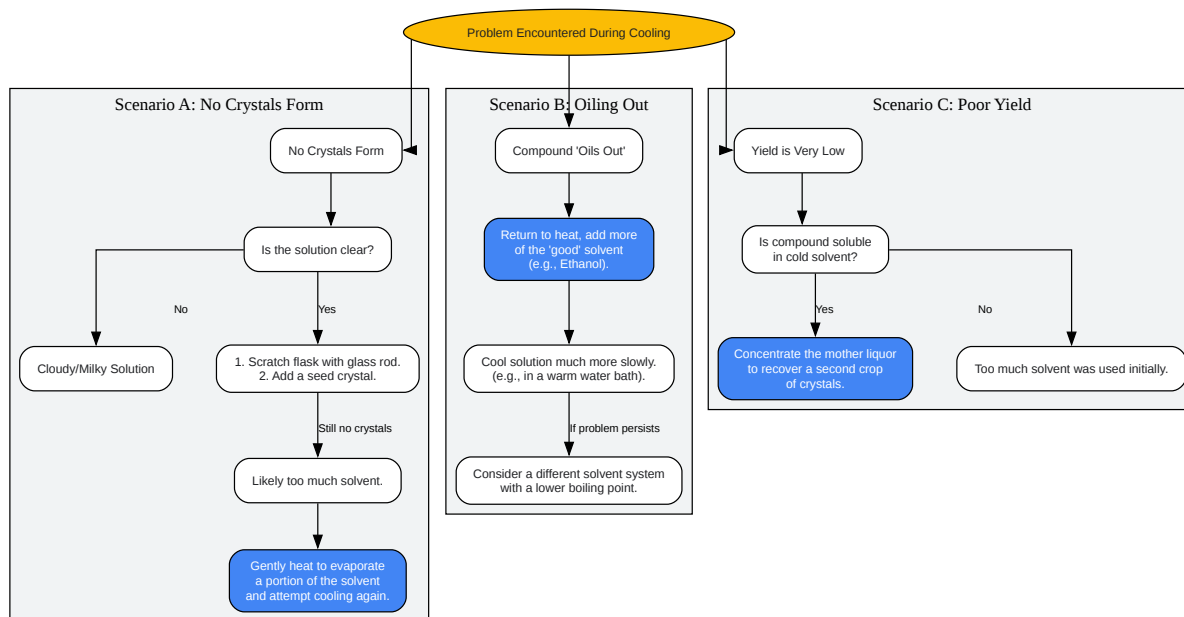 Problem Encountered During Cooling
Scenario A: No Crystals Form
No Crystals Form
Is the solution clear?
No
Yes
Cloudy/Milky Solution
1. Scratch flask with glass rod.
2. Add a seed crystal.
Still no crystals
Likely too much solvent.
Gently heat to evaporate
a portion of the solvent
and attempt cooling again.
Scenario B: Oiling Out
Compound 'Oils Out'
Return to heat, add more
of the 'good' solvent
(e.g., Ethanol).
Cool solution much more slowly.
(e.g., in a warm water bath).
If problem persists
Consider a different solvent system
with a lower boiling point.
Scenario C: Poor Yield
Yield is Very Low
Is compound soluble
in cold solvent?
Yes
No
Concentrate the mother liquor
to recover a second crop
of crystals.
Too much solvent was used initially.